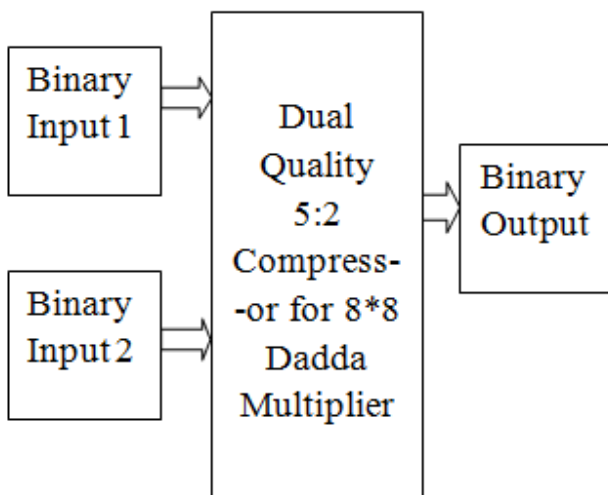 Binary
Input 1
Binary
Input 2
Dual
Quality
5:2
Compress-
-or for 8*8
Dadda
Multiplier
Binary
Output